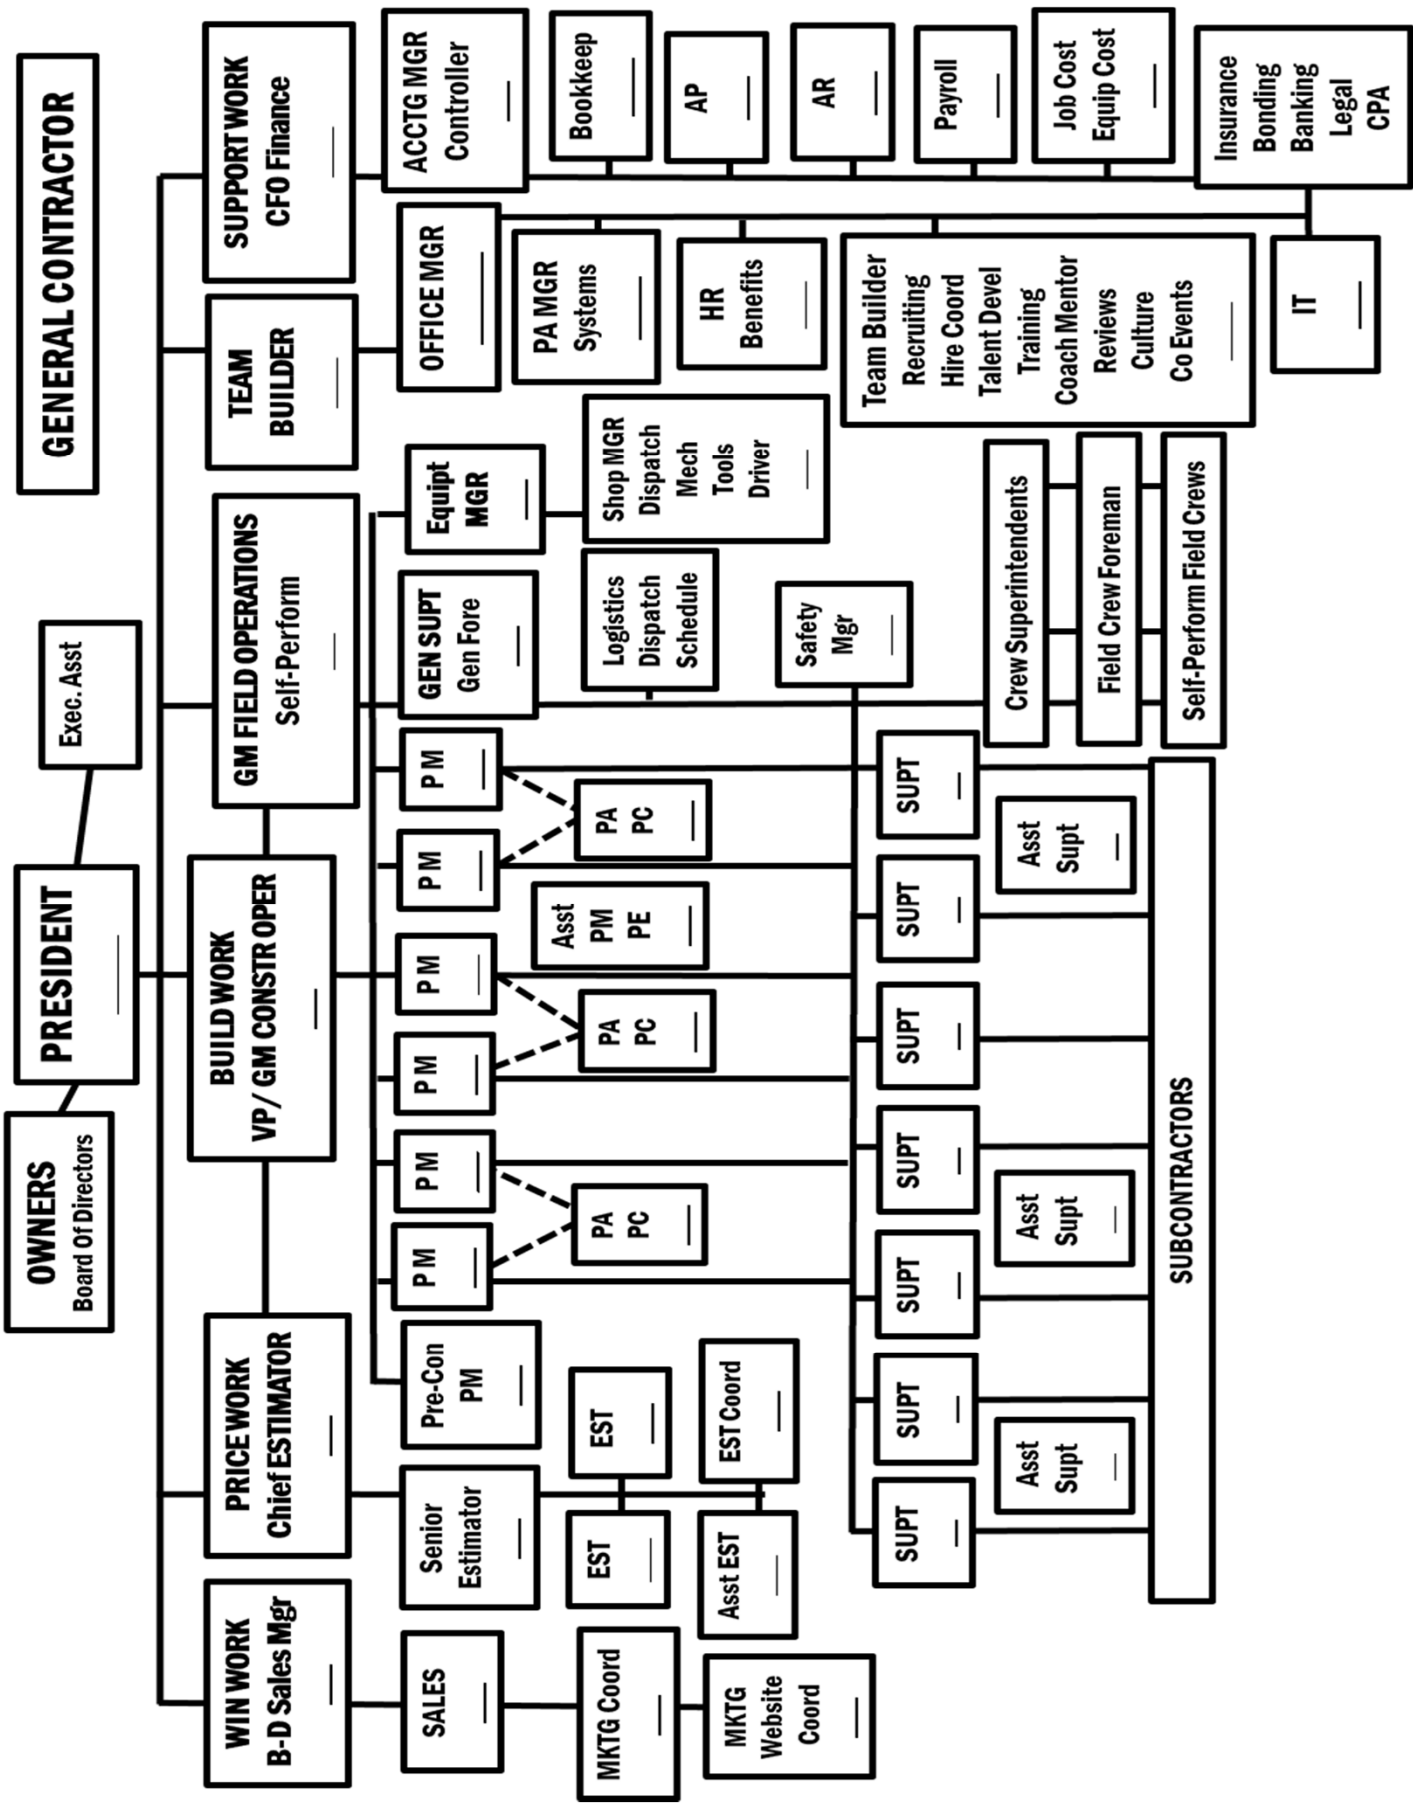 GENERAL CONTRACTOR
OWNERS
Board Of Directors
PRESIDENT
Exec. Asst
WIN WORK
B-D Sales Mgr
PRICE WORK
Chief ESTIMATOR
BUILD WORK
VP/ GM CONSTR OPER
GM FIELD OPERATIONS
Self-Perform
TEAM
BUILDER
SUPPORT WORK
CFO Finance
SALES
MKTG Coord
MKTG
Website
Coord
Senior
Estimator
EST
EST
Asst EST
EST Coord
Pre-Con
PM
PM
PM
PM
PM
PM
PM
PA
PC
PA
PC
Asst
PM
PE
PA
PC
GEN SUPT
Gen Fore
Logistics
Dispatch
Schedule
Equipt
MGR
Shop MGR
Dispatch
Mech
Tools
Driver
Safety
Mgr
SUPT
SUPT
SUPT
SUPT
SUPT
SUPT
SUPT
Asst
Supt
Asst
Supt
Asst
Supt
SUBCONTRACTORS
Crew Superintendents
Field Crew Foreman
Self-Perform Field Crews
OFFICE MGR
PA MGR
Systems
HR
Benefits
Team Builder
Recruiting
Hire Coord
Talent Devel
Training
Coach Mentor
Reviews
Culture
Co Events
IT
ACCTG MGR
Controller
Bookkeep
AP
AR
Payroll
Job Cost
Equip Cost
Insurance
Bonding
Banking
Legal
CPA